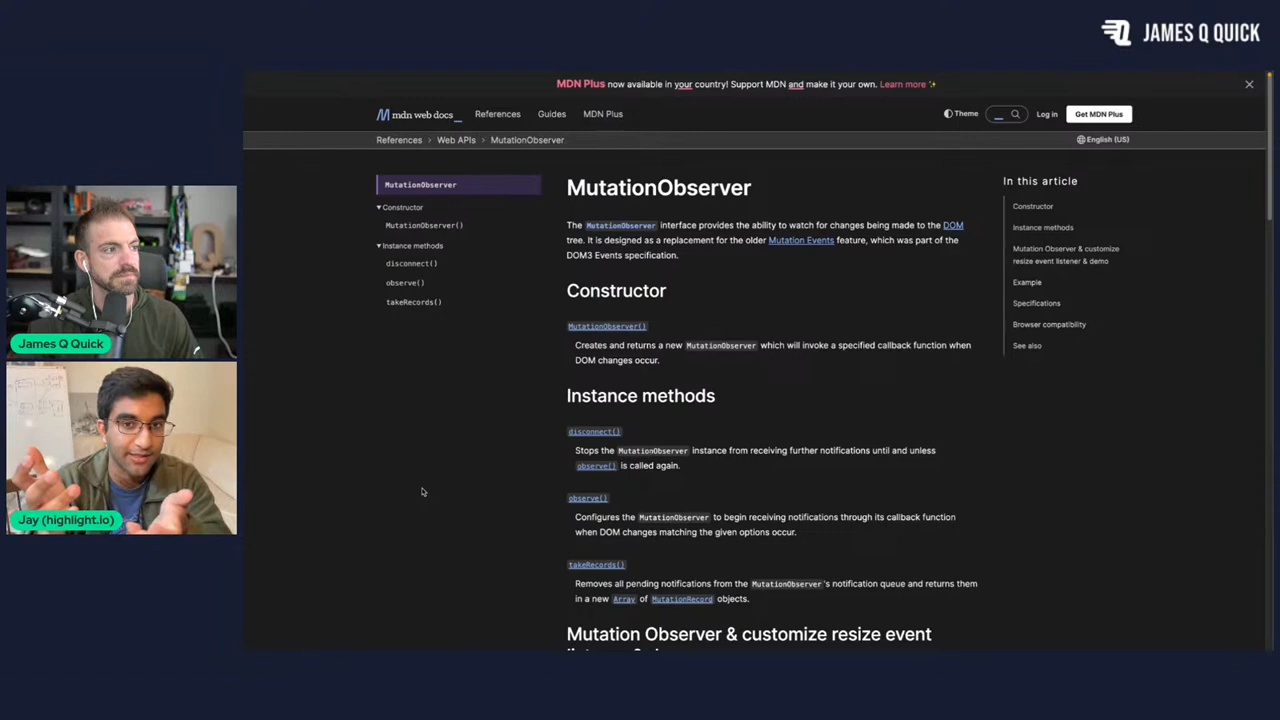 JAMES Q QUICK
MDN Plus now available in your country! Support MDN and make it your own. Learn more ✨
mdn web docs_
References
Guides
MDN Plus
Theme
Log in
Get MDN Plus
References
Web APIs
MutationObserver
English (US)
MutationObserver
Constructor
MutationObserver()
Instance methods
disconnect()
observe()
takeRecords()
MutationObserver
The MutationObserver interface provides the ability to watch for changes being made to the DOM
tree. It is designed as a replacement for the older Mutation Events feature, which was part of the
DOM3 Events specification.
Constructor
MutationObserver()
Creates and returns a new MutationObserver which will invoke a specified callback function when
DOM changes occur.
Instance methods
disconnect()
Stops the MutationObserver instance from receiving further notifications until and unless
observe() is called again.
observe()
Configures the MutationObserver to begin receiving notifications through its callback function
when DOM changes matching the given options occur.
takeRecords()
Removes all pending notifications from the MutationObserver's notification queue and returns them
in a new Array of MutationRecord objects.
Mutation Observer & customize resize event
In this article
Constructor
Instance methods
Mutation Observer & customize
resize event listener & demo
Example
Specifications
Browser compatibility
See also
James Q Quick
Jay (highlight.io)